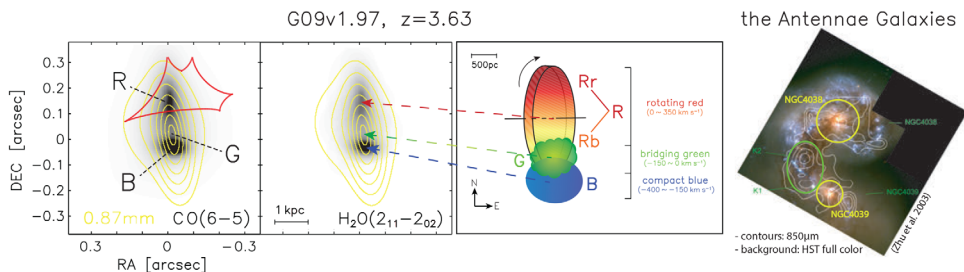 G09v1.97, z=3.63
the Antennae Galaxies
0.3
0.2
0.1
0
-0.1
-0.2
-0.3
DEC [arcsec]
R
G
B
0.87mm
CO(6−5)
0.3
0
-0.3
RA [arcsec]
1 kpc
H₂O(2₁₁−2₀₂)
500pc
Rr
R
Rb
G
B
N
E
rotating red
(0 ~ 350 km s⁻¹)
bridging green
(−150 ~ 0 km s⁻¹)
compact blue
(−400 ~ −150 km s⁻¹)
NGC4038
NGC4038
K2
K1
NGC4039
NGC4039
(Zhu et al. 2003)
- contours: 850μm
- background: HST full color